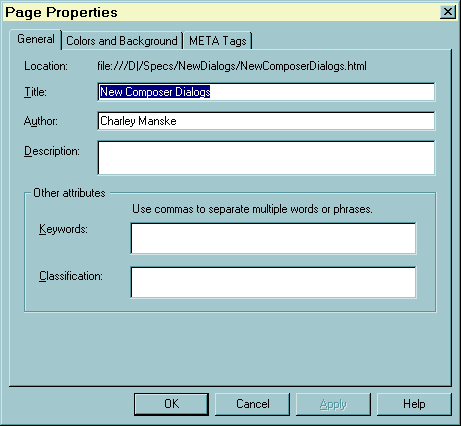 Page Properties
General Colors and Background META Tags
Location: file:///D|/Specs/NewDialogs/NewComposerDialogs.html
Title: New Composer Dialogs
Author: Charley Manske
Description:
Other attributes
Use commas to separate multiple words or phrases.
Keywords:
Classification:
OK Cancel Apply Help